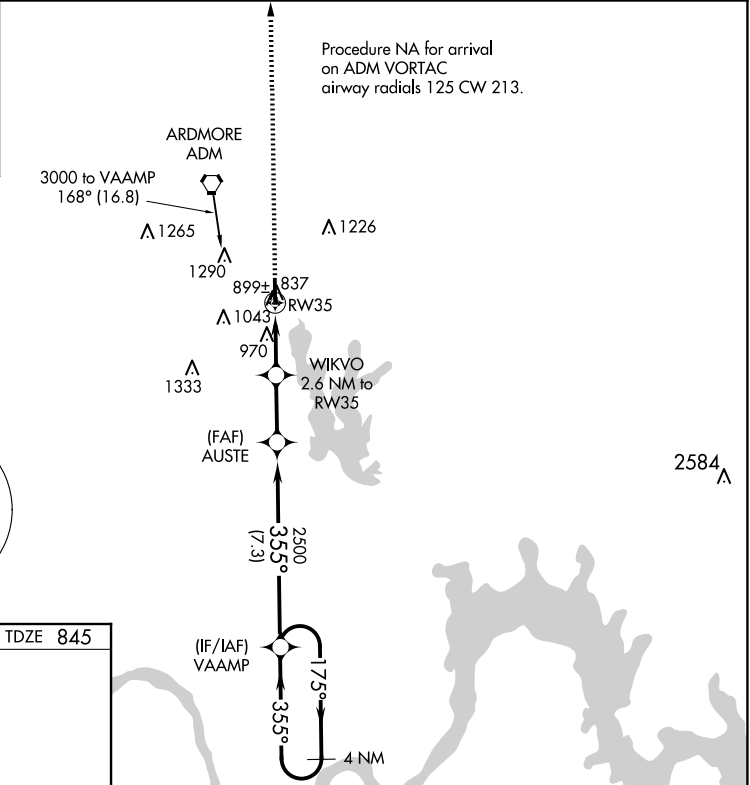 Procedure NA for arrival
on ADM VORTAC
airway radials 125 CW 213.
ARDMORE
ADM
3000 to VAAMP
168° (16.8)
1265
1226
1290
899±
837
RW35
1043
970
WIKVO
2.6 NM to
RW35
1333
(FAF)
AUSTE
2584
2500
355°
(7.3)
TDZE 845
(IF/IAF)
VAAMP
175°
355°
4 NM